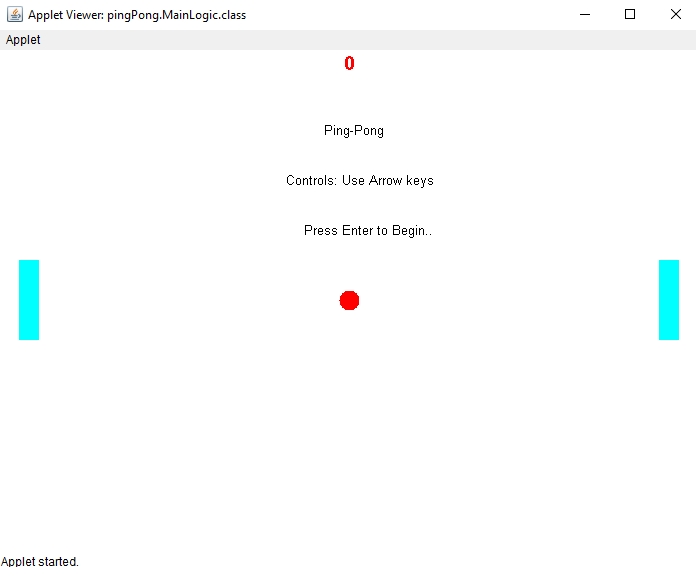 Applet Viewer: pingPong.MainLogic.class
Applet
0
Ping-Pong
Controls: Use Arrow keys
Press Enter to Begin..
Applet started.